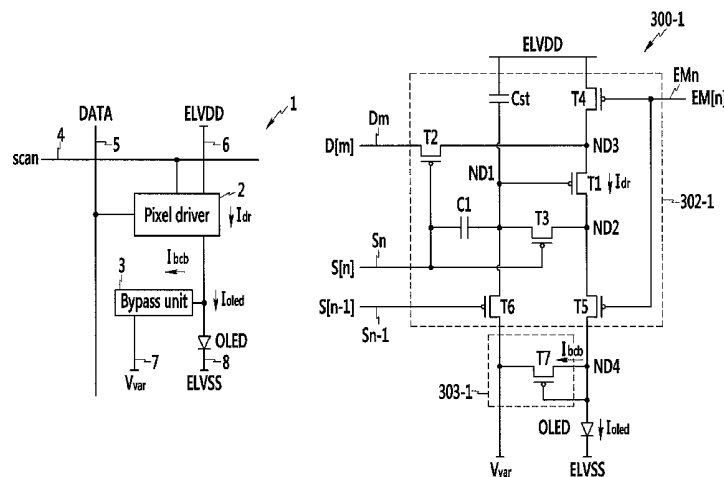 DATA
4
5
ELVDD
6
1
scan
2
Pixel driver
Idr
Ibcb
3
Bypass unit
Ioled
OLED
7
8
Vvar
ELVSS
300-1
ELVDD
EMn
EM[n]
Cst
T4
Dm
D[m]
T2
ND3
ND1
T1
Idr
302-1
C1
T3
Sn
ND2
S[n]
S[n-1]
T6
T5
Sn-1
T7
Ibcb
ND4
303-1
OLED
Ioled
Vvar
ELVSS